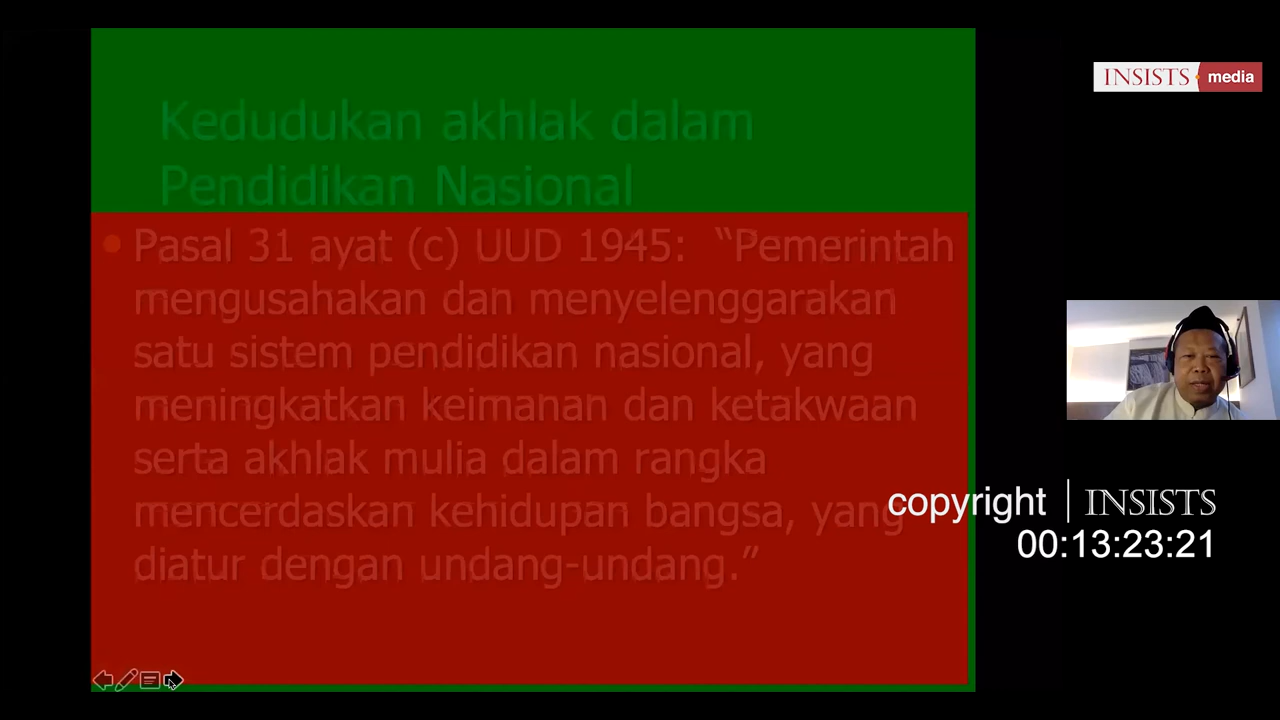 Kedudukan akhlak dalam
Pendidikan Nasional
Pasal 31 ayat (c) UUD 1945: “Pemerintah
mengusahakan dan menyelenggarakan
satu sistem pendidikan nasional, yang
meningkatkan keimanan dan ketakwaan
serta akhlak mulia dalam rangka
mencerdaskan kehidupan bangsa, yang
diatur dengan undang-undang.”
INSISTS media
copyright | INSISTS
00:13:23:21